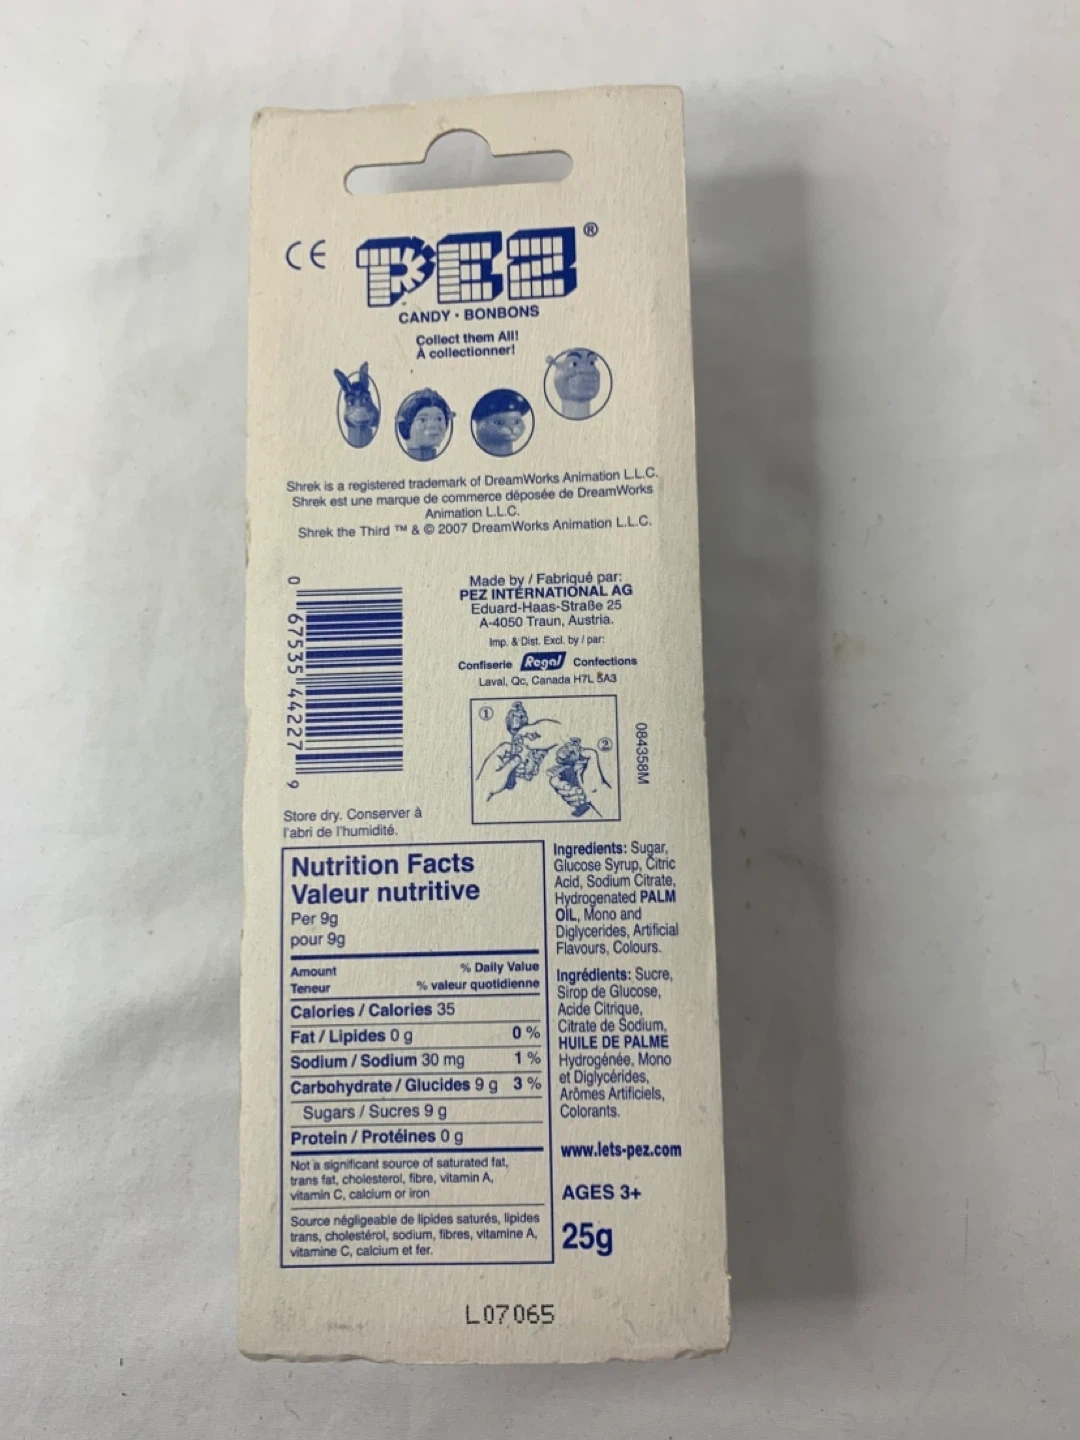 CE
PEZ®
CANDY · BONBONS
Collect them All!
À collectionner!
Shrek is a registered trademark of DreamWorks Animation L.L.C.
Shrek est une marque de commerce déposée de DreamWorks
Animation L.L.C.
Shrek the Third ™ & © 2007 DreamWorks Animation L.L.C.
0 67535 44227 9
Made by / Fabriqué par:
PEZ INTERNATIONAL AG
Eduard-Haas-Straße 25
A-4050 Traun, Austria.
Imp. & Dist. Excl. by / par:
Confiserie Regal Confections
Laval, Qc, Canada H7L 5A3
1
2
084358M
Store dry. Conserver à
l'abri de l'humidité.
Nutrition Facts
Valeur nutritive
Per 9g
pour 9g
Amount % Daily Value
Teneur % valeur quotidienne
Calories / Calories 35
Fat / Lipides 0 g 0 %
Sodium / Sodium 30 mg 1 %
Carbohydrate / Glucides 9 g 3 %
Sugars / Sucres 9 g
Protein / Protéines 0 g
Not a significant source of saturated fat,
trans fat, cholesterol, fibre, vitamin A,
vitamin C, calcium or iron
Source négligeable de lipides saturés, lipides
trans, cholestérol, sodium, fibres, vitamine A,
vitamine C, calcium et fer.
Ingredients: Sugar,
Glucose Syrup, Citric
Acid, Sodium Citrate,
Hydrogenated PALM
OIL, Mono and
Diglycerides, Artificial
Flavours, Colours.
Ingrédients: Sucre,
Sirop de Glucose,
Acide Citrique,
Citrate de Sodium,
HUILE DE PALME
Hydrogénée, Mono
et Diglycérides,
Arômes Artificiels,
Colorants.
www.lets-pez.com
AGES 3+
25g
L07065